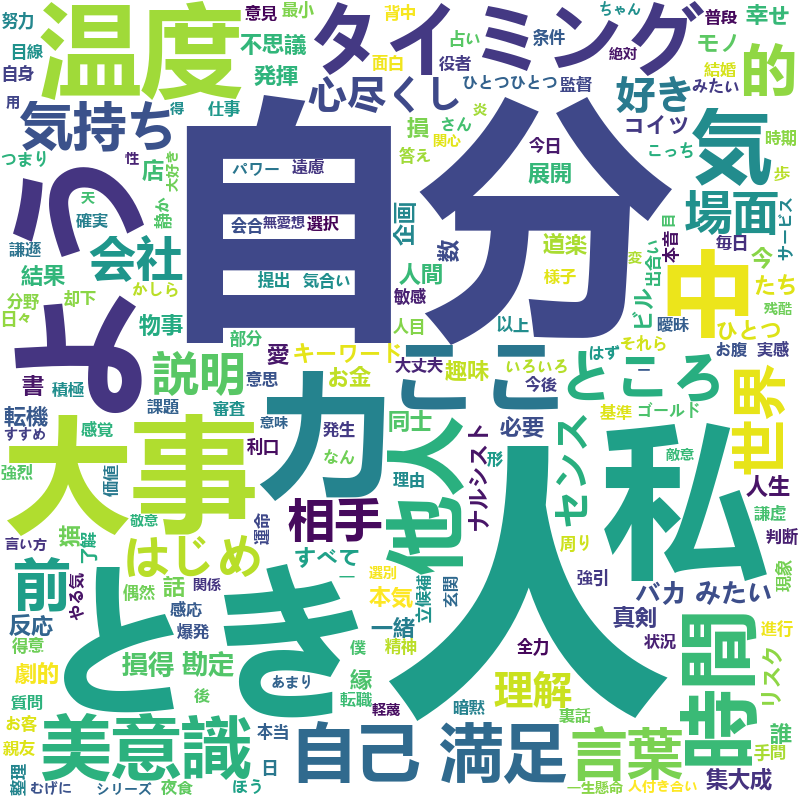 努力
意見
最小
背中
ちゃん
普段
幸せ
温度
タイミング
的
目線
不思議
占い
条件
絶対
モノ
自身
発揮
面白
役者
結婚
みたい
用
得
仕事
心尽くし
ひとつひとつ
監督
好き
気持ち
損
さん
炎
コイツ
気
時期
つまり
性
店
大好き
パワー
遠慮
答え
関心
今日
こっち
歩
自分
展開
天
静か
確実
会合
無愛想
選択
企画
数
道楽
目
本音
毎日
サービス
場面
謙遜
会社
出合い
う
結果
かしら
提出
気合い
人間
様子
変
ビル
中
今
たち
分野
却下
敏感
残酷
日々
物事
部分
人目
以上
曖昧
ひとつ
よ
説明
愛
キーワード
大丈夫
ここ
はず
それら
お腹
実感
書
積極
意思
お金
趣味
いろいろ
ところ
世界
転機
課題
審査
力
今後
一
すすめ
感覚
大事
意味
発生
同士
必要
基準
ゴールド
強烈
価値
利口
なん
他人
ナルシスト
形
センス
私
敵意
人生
敬意
運命
相手
理由
人
謙虚
言い方
了解
描
はじめ
すべて
周り
判断
前
やる気
話
関係
一
選別
立候補
玄関
強引
バカ
みたい
現象
とき
偶然
感応
本気
時間
反応
爆発
僕
一緒
真剣
得意
精神
全力
状況
進行
劇的
損得
勘定
あまり
縁
リスク
質問
後
転職
理解
お客
美意識
軽蔑
暗黙
裏話
誰
親友
本当
自己
満足
言葉
手間
整理
日
集大成
むげに
シリーズ
夜食
ほう
一生懸命
人付き合い